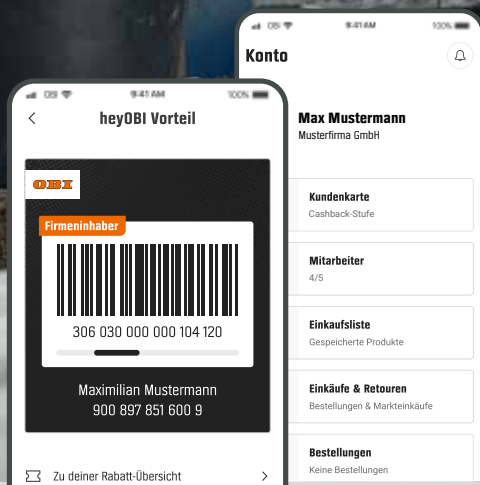 OBI 9:41 AM 100%
Konto
Max Mustermann
Musterfirma GmbH
Kundenkarte
Cashback-Stufe
Mitarbeiter
4/5
Einkaufsliste
Gespeicherte Produkte
Einkäufe & Retouren
Bestellungen & Markteinkäufe
Bestellungen
Keine Bestellungen
OBI 9:41 AM 100%
heyOBI Vorteil
OBI
Firmeninhaber
306 030 000 000 104 120
Maximilian Mustermann
900 897 851 600 9
Zu deiner Rabatt-Übersicht